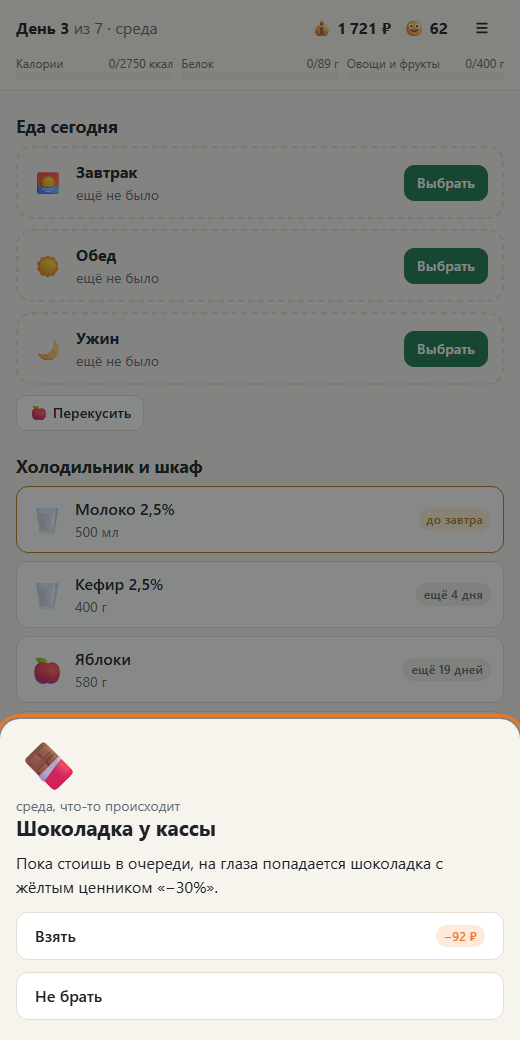 День 3 из 7 · среда 1 721 ₽ 62 ☰
Калории 0/2750 ккал Белок 0/89 г Овощи и фрукты 0/400 г
Еда сегодня
Завтрак
ещё не было
Выбрать
Обед
ещё не было
Выбрать
Ужин
ещё не было
Выбрать
Перекусить
Холодильник и шкаф
Молоко 2,5%
500 мл
до завтра
Кефир 2,5%
400 г
ещё 4 дня
Яблоки
580 г
ещё 19 дней
среда, что-то происходит
Шоколадка у кассы
Пока стоишь в очереди, на глаза попадается шоколадка с
жёлтым ценником «−30%».
Взять −92 ₽
Не брать